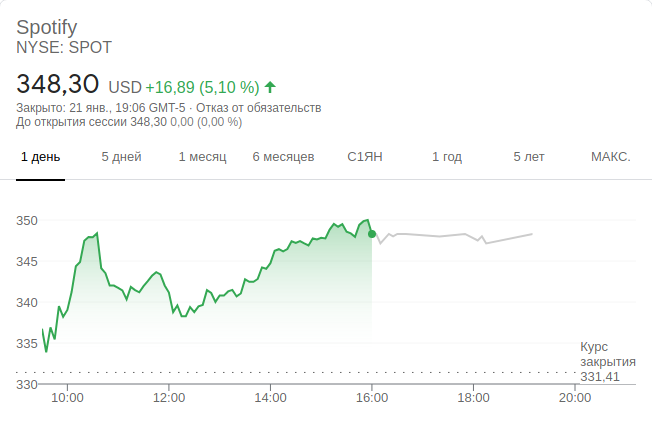 Spotify
NYSE: SPOT
348,30 USD +16,89 (5,10 %)
Закрыто: 21 янв., 19:06 GMT-5 · Отказ от обязательств
До открытия сессии 348,30 0,00 (0,00 %)
1 день 5 дней 1 месяц 6 месяцев С1ЯН 1 год 5 лет МАКС.
350
345
340
335
Курс
закрытия
331,41
330
10:00 12:00 14:00 16:00 18:00 20:00